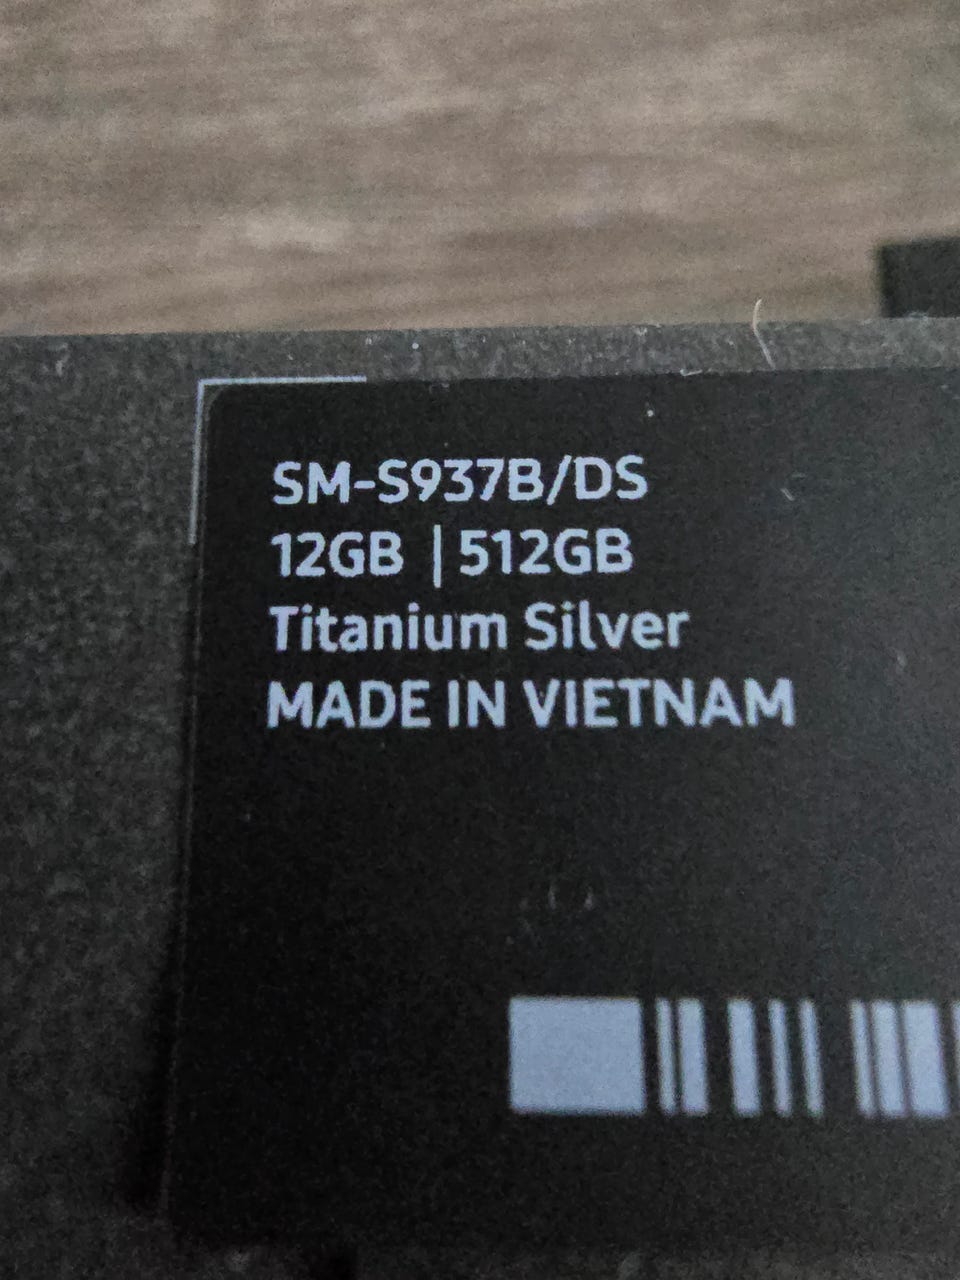 SM-S937B/DS
12GB | 512GB
Titanium Silver
MADE IN VIETNAM